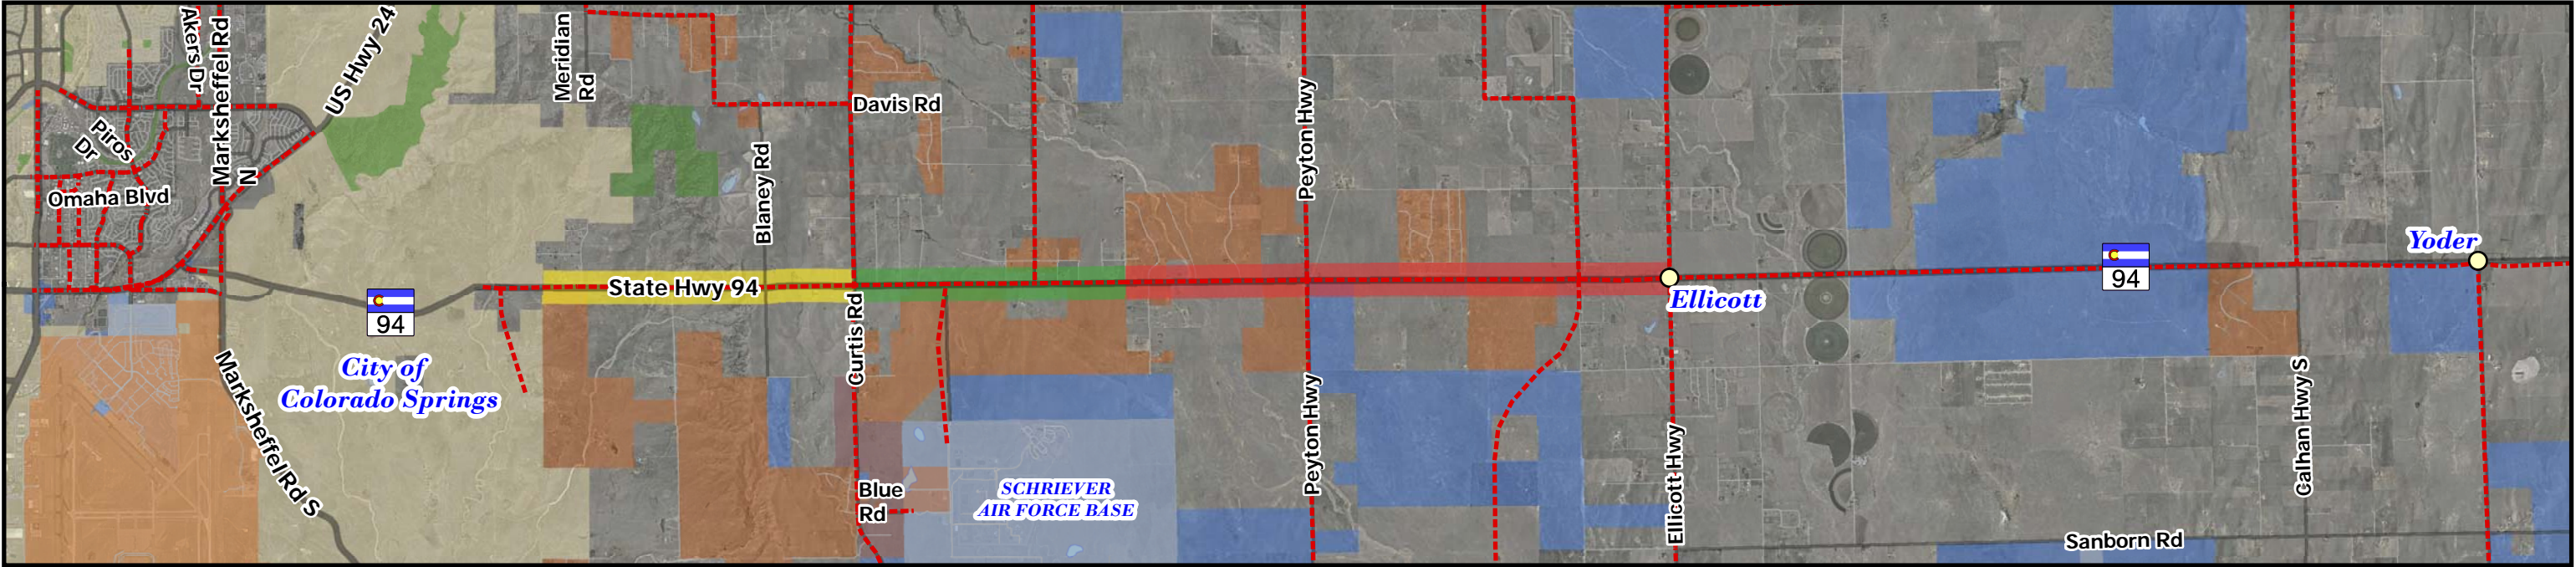 Akers Dr
Marksheffel Rd
N
US Hwy 24
Meridian
Rd
Piros
Dr
Omaha Blvd
Davis Rd
Blaney Rd
Peyton Hwy
State Hwy 94
94
City of
Colorado Springs
Marksheffel Rd S
Curtis Rd
Blue
Rd
SCHRIEVER
AIR FORCE BASE
Peyton Hwy
Ellicott
Ellicott Hwy
94
Yoder
Calhan Hwy S
Sanborn Rd